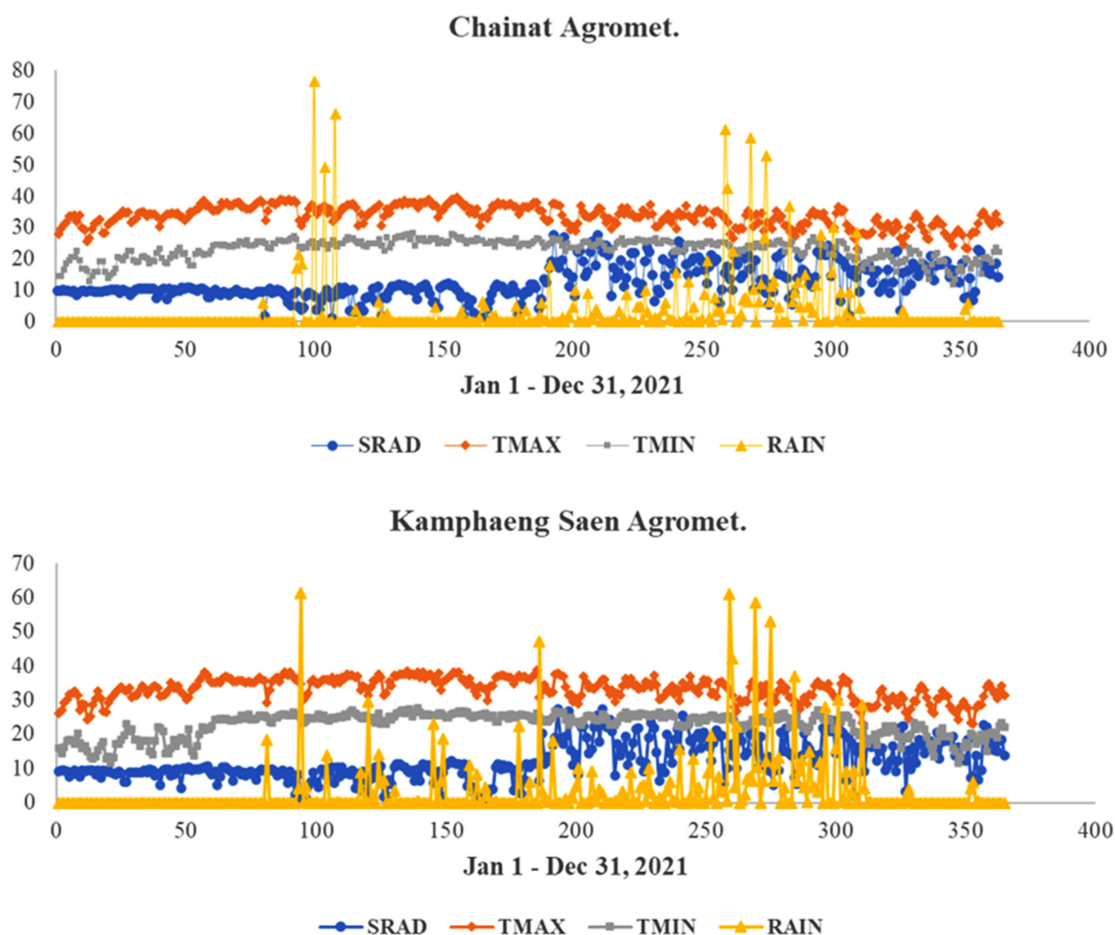 Chainat Agromet.
80
70
60
50
40
30
20
10
0
0 50 100 150 200 250 300 350 400
Jan 1 - Dec 31, 2021
SRAD TMAX TMIN RAIN
Kamphaeng Saen Agromet.
70
60
50
40
30
20
10
0
0 50 100 150 200 250 300 350 400
Jan 1 - Dec 31, 2021
SRAD TMAX TMIN RAIN